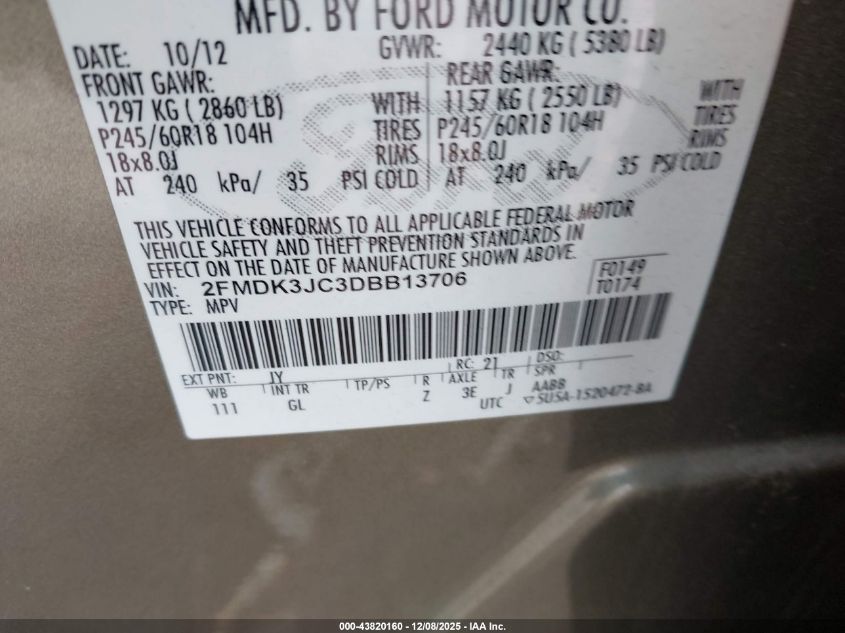 MFD. BY FORD MOTOR CO.
DATE: 10/12 GVWR: 2440 KG ( 5380 LB)
FRONT GAWR: REAR GAWR:
1297 KG ( 2860 LB) WITH 1157 KG ( 2550 LB) WITH
P245/60R18 104H TIRES P245/60R18 104H TIRES
18x8.0J RIMS 18x8.0J RIMS
AT 240 kPa/ 35 PSI COLD AT 240 kPa/ 35 PSI COLD
THIS VEHICLE CONFORMS TO ALL APPLICABLE FEDERAL MOTOR
VEHICLE SAFETY AND THEFT PREVENTION STANDARDS IN
EFFECT ON THE DATE OF MANUFACTURE SHOWN ABOVE.
VIN: 2FMDK3JC3DBB13706 F0149
TYPE: MPV T0174
EXT PNT: JY RC: 21 DSO:
WB INT TR TP/PS R AXLE TR SPR
111 GL Z 3E J AABB
UTC ▽5U5A-1520472-BA
000-43820160 - 12/08/2025 - IAA Inc.